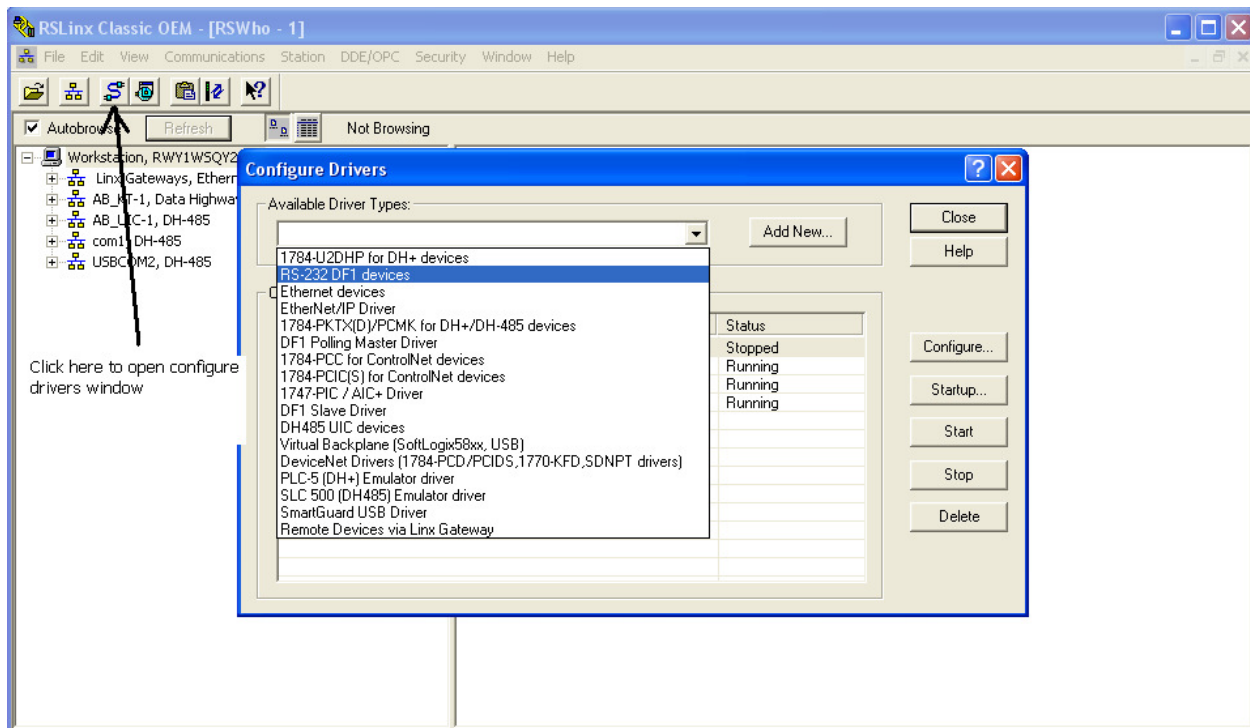 RSLinx Classic OEM - [RSWho - 1]
File Edit View Communications Station DDE/OPC Security Window Help
Autobrowse Refresh Not Browsing
Workstation, RWY1WSQY2
Linx Gateways, Ethern
AB_KT-1, Data Highwa
AB_UIC-1, DH-485
com1, DH-485
USBCOM2, DH-485
Click here to open configure
drivers window
Configure Drivers
Available Driver Types:
Add New...
Close
Help
1784-U2DHP for DH+ devices
RS-232 DF1 devices
Ethernet devices
EtherNet/IP Driver
1784-PKTX(D)/PCMK for DH+/DH-485 devices
DF1 Polling Master Driver
1784-PCC for ControlNet devices
1784-PCIC(S) for ControlNet devices
1747-PIC / AIC+ Driver
DF1 Slave Driver
DH485 UIC devices
Virtual Backplane (SoftLogix58xx, USB)
DeviceNet Drivers (1784-PCD/PCIDS,1770-KFD,SDNPT drivers)
PLC-5 (DH+) Emulator driver
SLC 500 (DH485) Emulator driver
SmartGuard USB Driver
Remote Devices via Linx Gateway
Status
Stopped
Running
Running
Running
Configure...
Startup...
Start
Stop
Delete